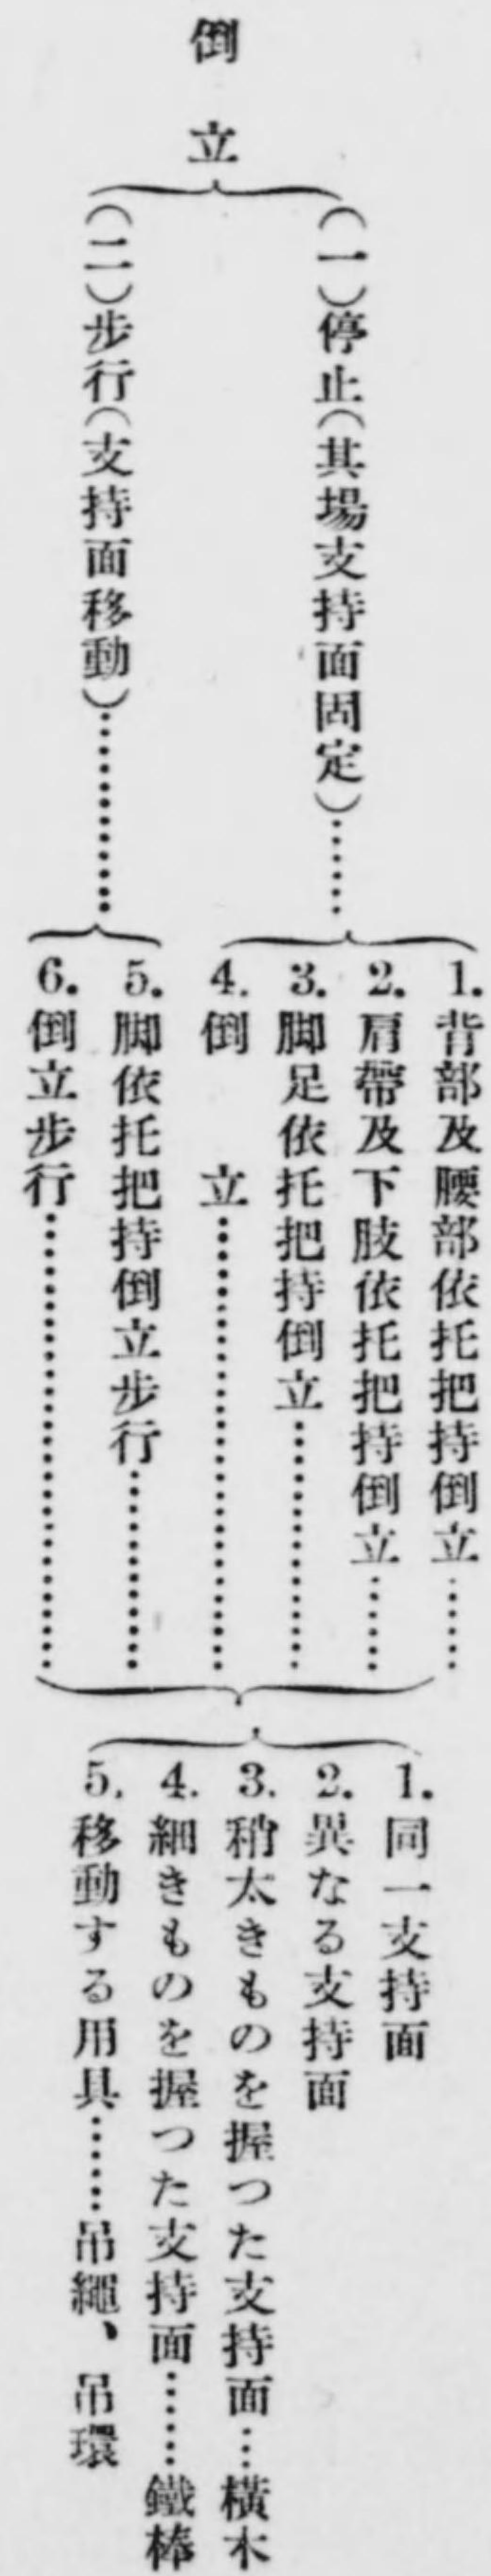 倒立
(一)停止(其場支持面固定)……
1. 背部及腰部依托把持倒立……
2. 肩帶及下肢依托把持倒立……
3. 脚足依托把持倒立……
4. 倒立……
(二)步行(支持面移動)……
5. 脚依托把持倒立步行……
6. 倒立步行……
1. 同一支持面
2. 異なる支持面
3. 稍太きものを握つた支持面…橫木
4. 細きものを握つた支持面……鐵棒
5. 移動する用具……吊繩、吊環